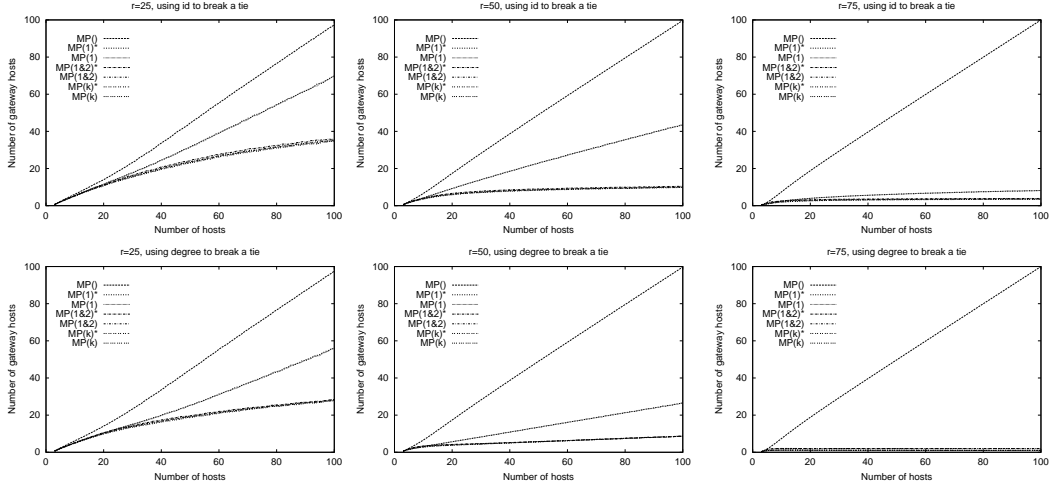 r=25, using id to break a tie
Number of gateway hosts
100
80
60
40
20
0
MP()
MP(1)*
MP(1)
MP(1&2)*
MP(1&2)
MP(k)*
MP(k)
0 20 40 60 80 100
Number of hosts
r=50, using id to break a tie
Number of gateway hosts
100
80
60
40
20
0
MP()
MP(1)*
MP(1)
MP(1&2)*
MP(1&2)
MP(k)*
MP(k)
0 20 40 60 80 100
Number of hosts
r=75, using id to break a tie
Number of gateway hosts
100
80
60
40
20
0
MP()
MP(1)*
MP(1)
MP(1&2)*
MP(1&2)
MP(k)*
MP(k)
0 20 40 60 80 100
Number of hosts
r=25, using degree to break a tie
Number of gateway hosts
100
80
60
40
20
0
MP()
MP(1)*
MP(1)
MP(1&2)*
MP(1&2)
MP(k)*
MP(k)
0 20 40 60 80 100
Number of hosts
r=50, using degree to break a tie
Number of gateway hosts
100
80
60
40
20
0
MP()
MP(1)*
MP(1)
MP(1&2)*
MP(1&2)
MP(k)*
MP(k)
0 20 40 60 80 100
Number of hosts
r=75, using degree to break a tie
Number of gateway hosts
100
80
60
40
20
0
MP()
MP(1)*
MP(1)
MP(1&2)*
MP(1&2)
MP(k)*
MP(k)
0 20 40 60 80 100
Number of hosts